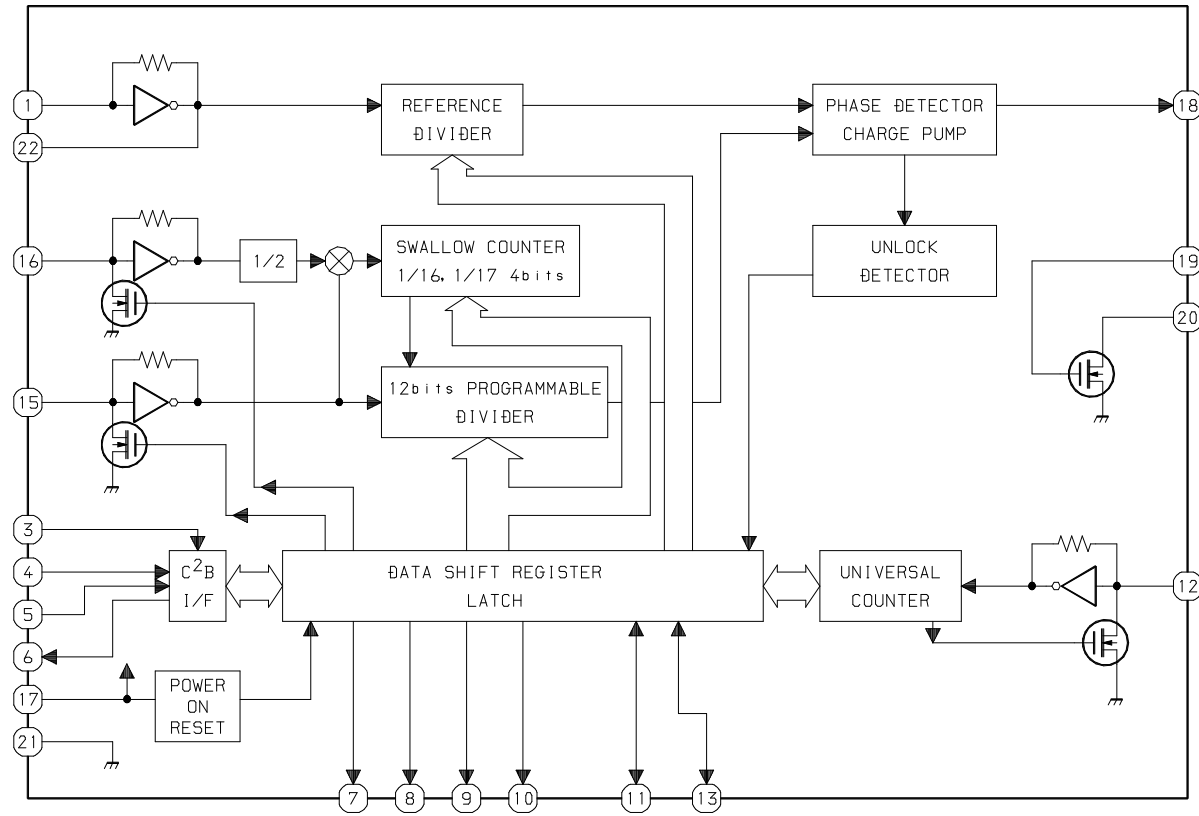 1
REFERENCE
DIVIDER
PHASE DETECTOR
CHARGE PUMP
18
22
16
1/2
SWALLOW COUNTER
1/16, 1/17 4bits
UNLOCK
DETECTOR
19
20
15
12bits PROGRAMMABLE
DIVIDER
3
4
5
6
C²B
I/F
DATA SHIFT REGISTER
LATCH
UNIVERSAL
COUNTER
12
17
POWER
ON
RESET
21
7
8
9
10
11
13